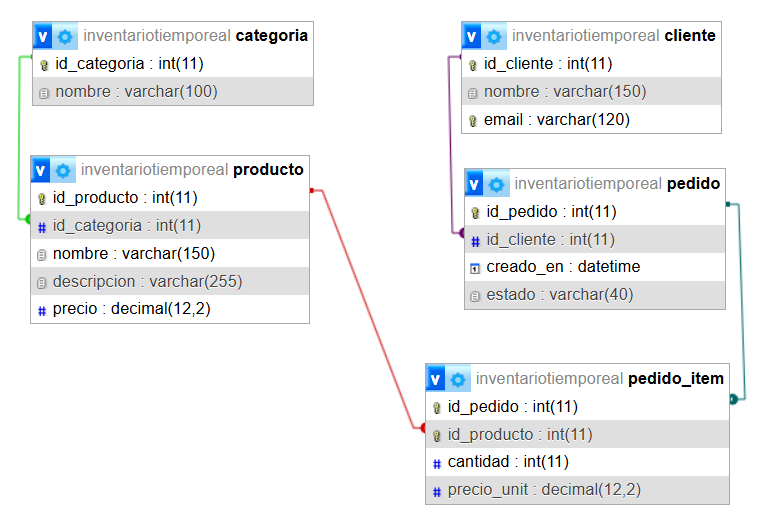 v inventariotiemporeal categoria
id_categoria : int(11)
nombre : varchar(100)
v inventariotiemporeal cliente
id_cliente : int(11)
nombre : varchar(150)
email : varchar(120)
v inventariotiemporeal producto
id_producto : int(11)
# id_categoria : int(11)
nombre : varchar(150)
descripcion : varchar(255)
# precio : decimal(12,2)
v inventariotiemporeal pedido
id_pedido : int(11)
# id_cliente : int(11)
creado_en : datetime
estado : varchar(40)
v inventariotiemporeal pedido_item
id_pedido : int(11)
id_producto : int(11)
# cantidad : int(11)
# precio_unit : decimal(12,2)